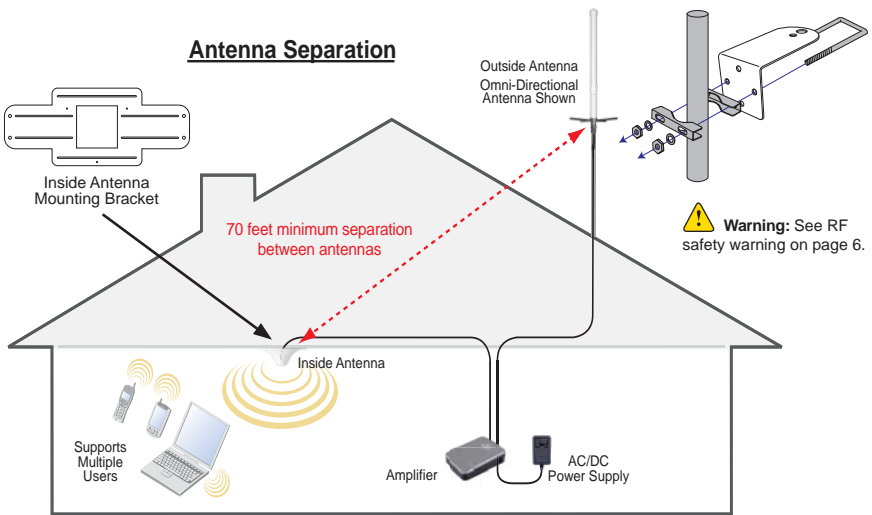 Antenna Separation
Outside Antenna
Omni-Directional
Antenna Shown
Inside Antenna
Mounting Bracket
70 feet minimum separation
between antennas
! Warning: See RF
safety warning on page 6.
Inside Antenna
Supports
Multiple
Users
Amplifier
AC/DC
Power Supply